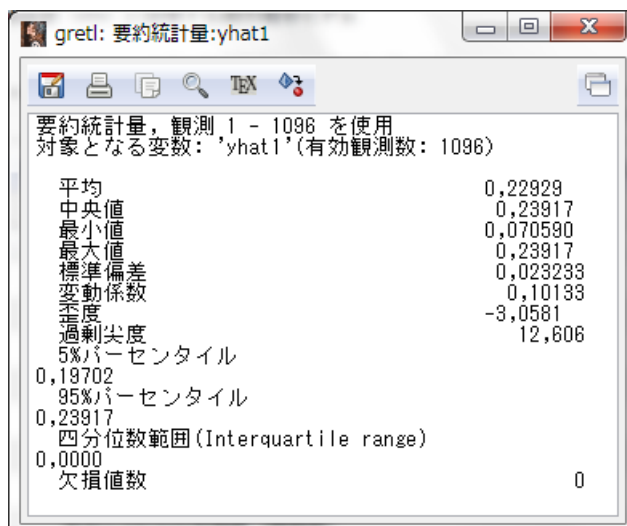 gretl: 要約統計量:yhat1
TEX
要約統計量, 観測 1 - 1096 を使用
対象となる変数: 'yhat1'(有効観測数: 1096)
平均 0,22929
中央値 0,23917
最小値 0,070590
最大値 0,23917
標準偏差 0,023233
変動係数 0,10133
歪度 -3,0581
過剰尖度 12,606
5%パーセンタイル
0,19702
95%パーセンタイル
0,23917
四分位数範囲(Interquartile range)
0,0000
欠損値数 0